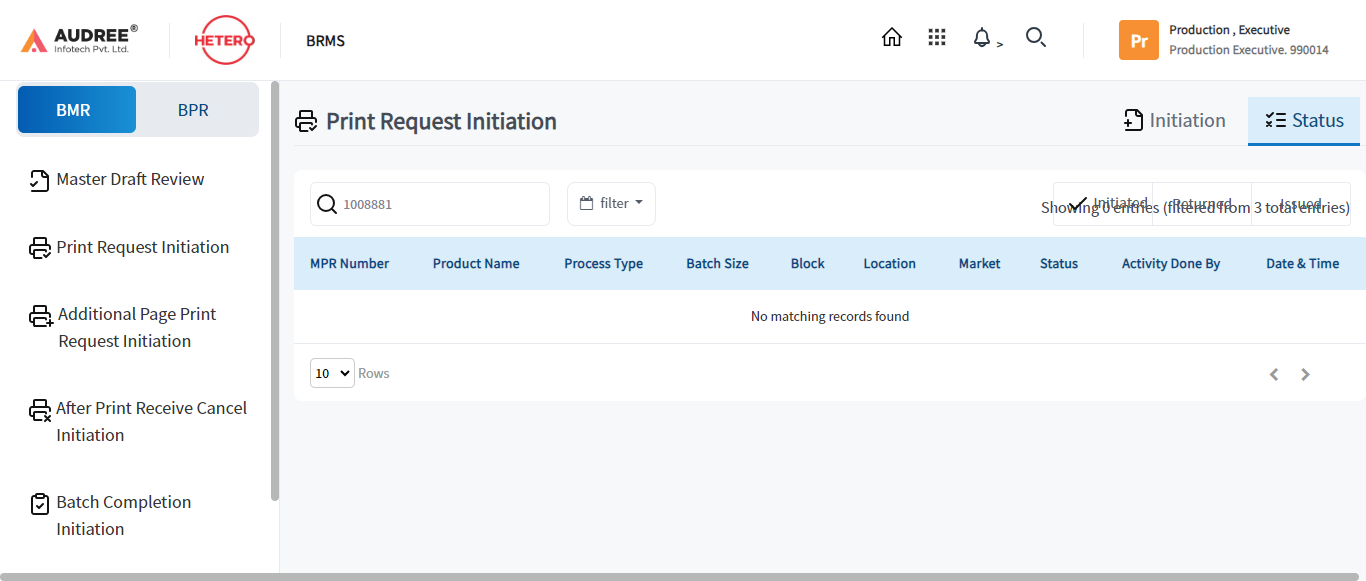 AUDREE®
Infotech Pvt. Ltd.
HETERO
BRMS
>
Pr
Production , Executive
Production Executive. 990014
BMR
BPR
Master Draft Review
Print Request Initiation
Additional Page Print
Request Initiation
After Print Receive Cancel
Initiation
Batch Completion
Initiation
Print Request Initiation
Initiation
Status
1008881
filter
Initiated
Returned
Issued
Showing 0 entries (filtered from 3 total entries)
MPR Number
Product Name
Process Type
Batch Size
Block
Location
Market
Status
Activity Done By
Date & Time
No matching records found
10
Rows